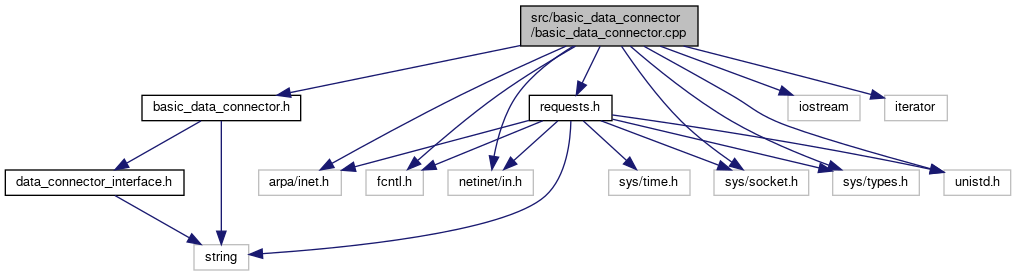 src/basic_data_connector
/basic_data_connector.cpp
basic_data_connector.h
requests.h
iostream
iterator
data_connector_interface.h
arpa/inet.h
fcntl.h
netinet/in.h
sys/time.h
sys/socket.h
sys/types.h
unistd.h
string